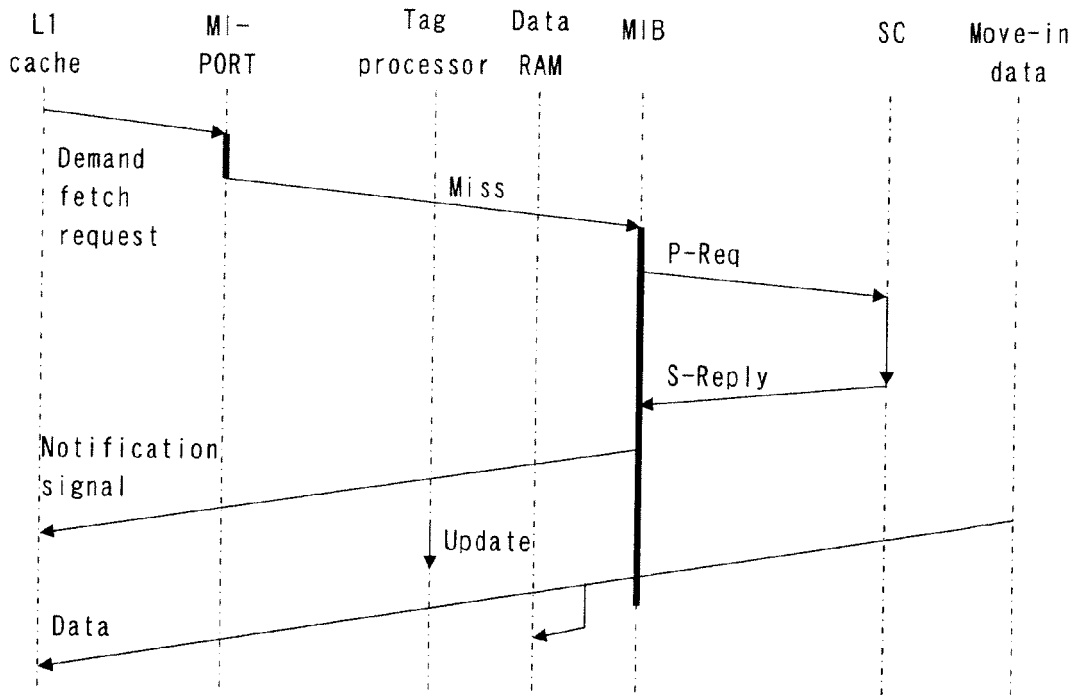 L1
cache
MI-
PORT
Tag
processor
Data
RAM
MIB
SC
Move-in
data
Demand
fetch
request
Miss
P-Req
S-Reply
Notification
signal
Update
Data